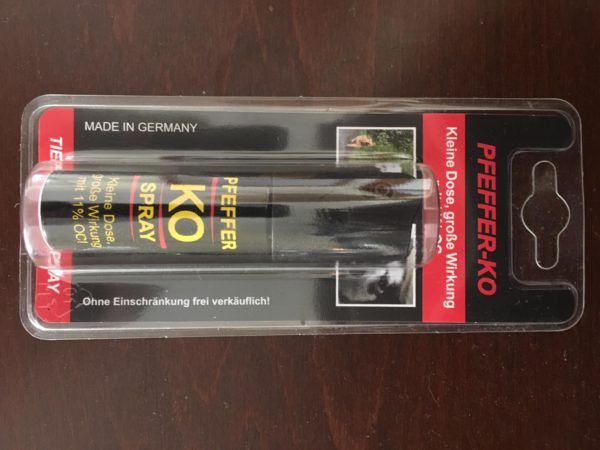 PFEFFER-KO
Kleine Dose, große Wirkung
MADE IN GERMANY
PFEFFER
KO
SPRAY
Kleine Dose,
große Wirkung
mit 11% OC!
Ohne Einschränkung frei verkäuflich!